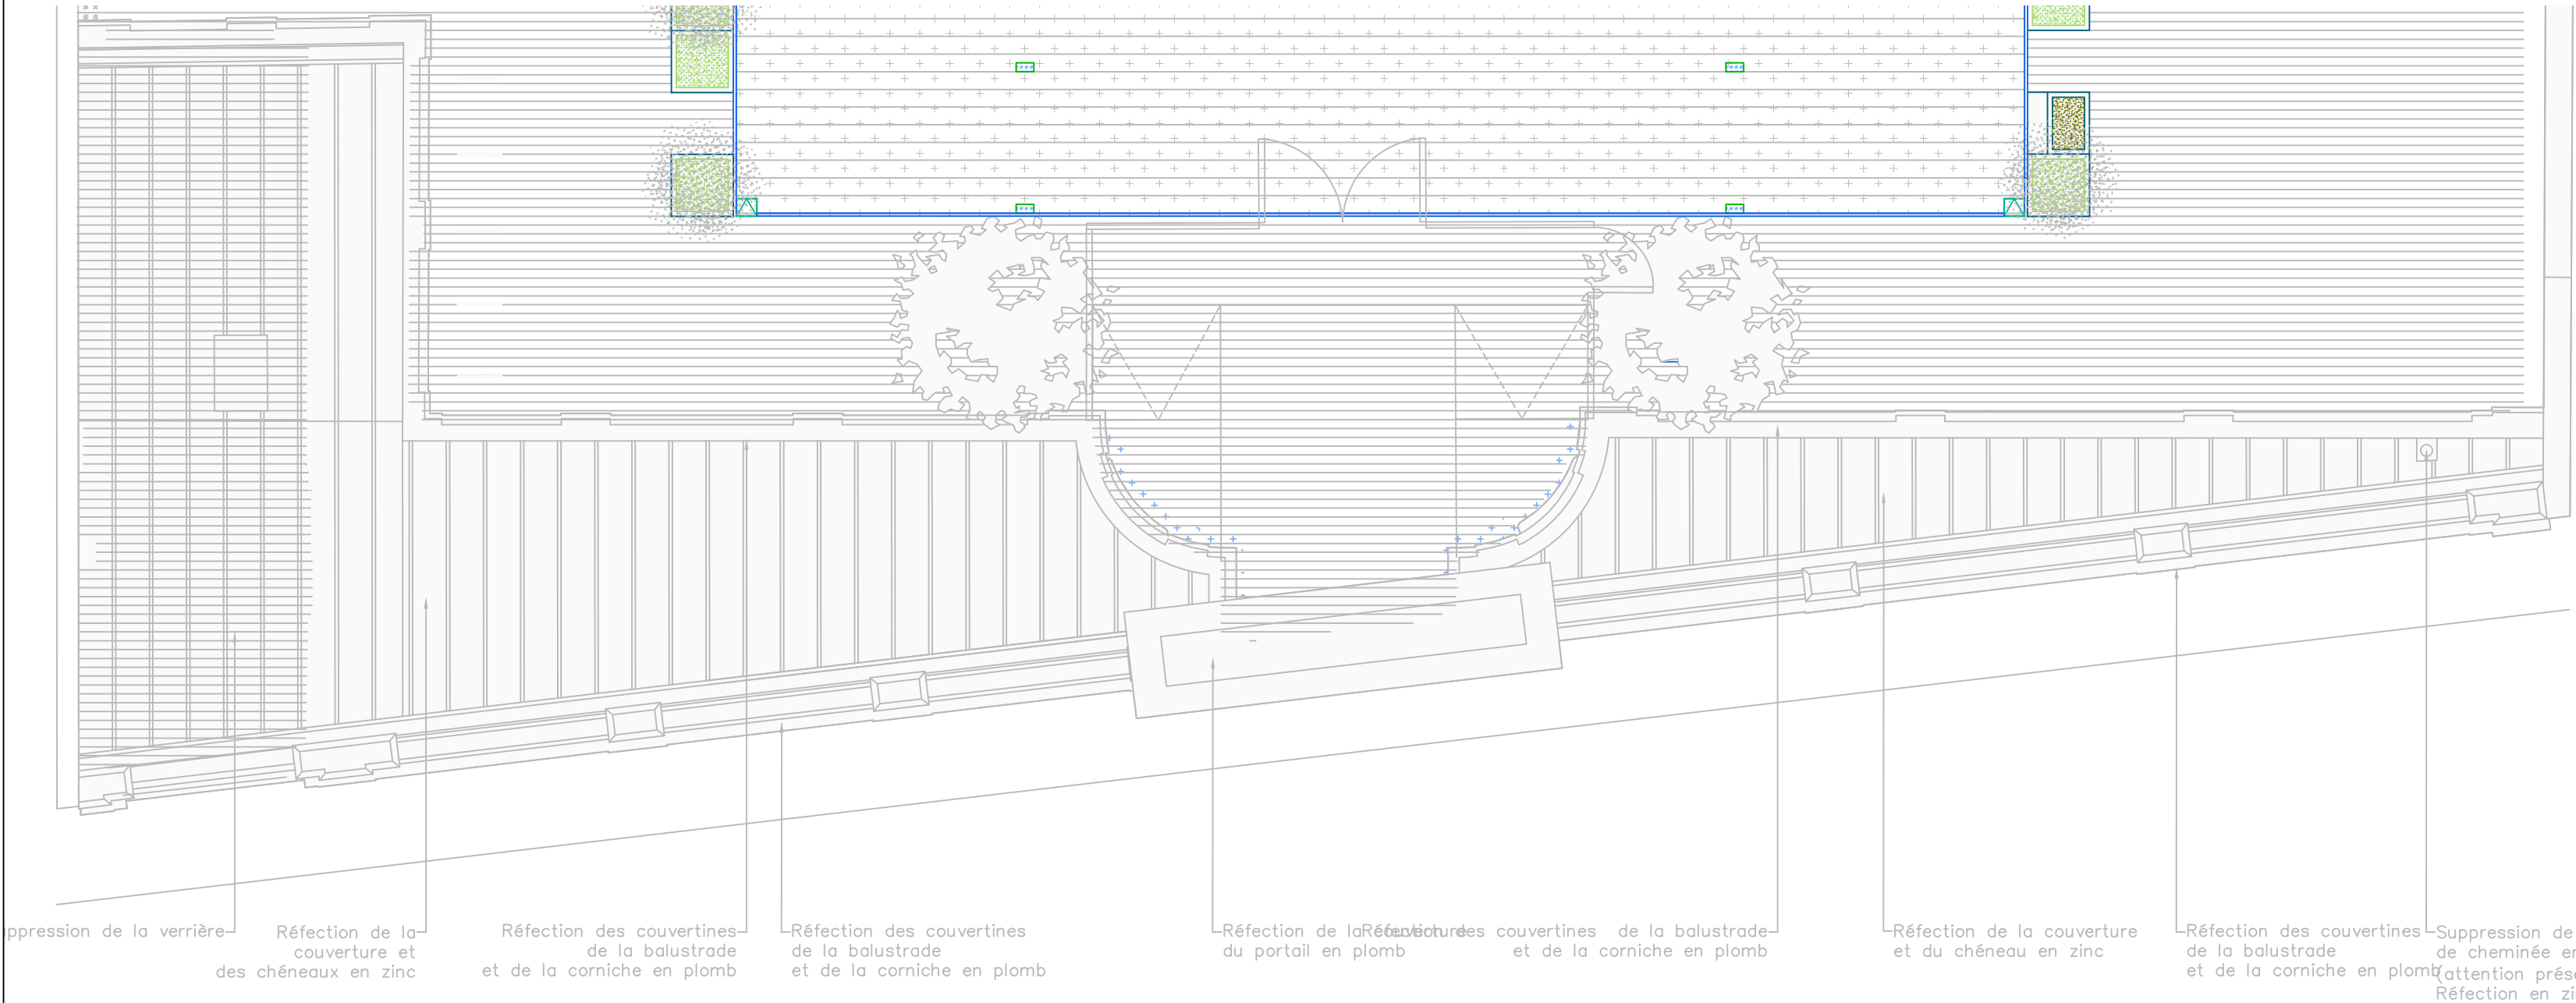 suppression de la verrière
Réfection de la
couverture et
des chéneaux en zinc
Réfection des couvertines
de la balustrade
et de la corniche en plomb
Réfection des couvertines
de la balustrade
et de la corniche en plomb
Réfection de la couverture
du portail en plomb
Réfection des couvertines de la balustrade
et de la corniche en plomb
Réfection de la couverture
et du chéneau en zinc
Réfection des couvertines
de la balustrade
et de la corniche en plomb
Suppression de
de cheminée
(attention
Réfection en